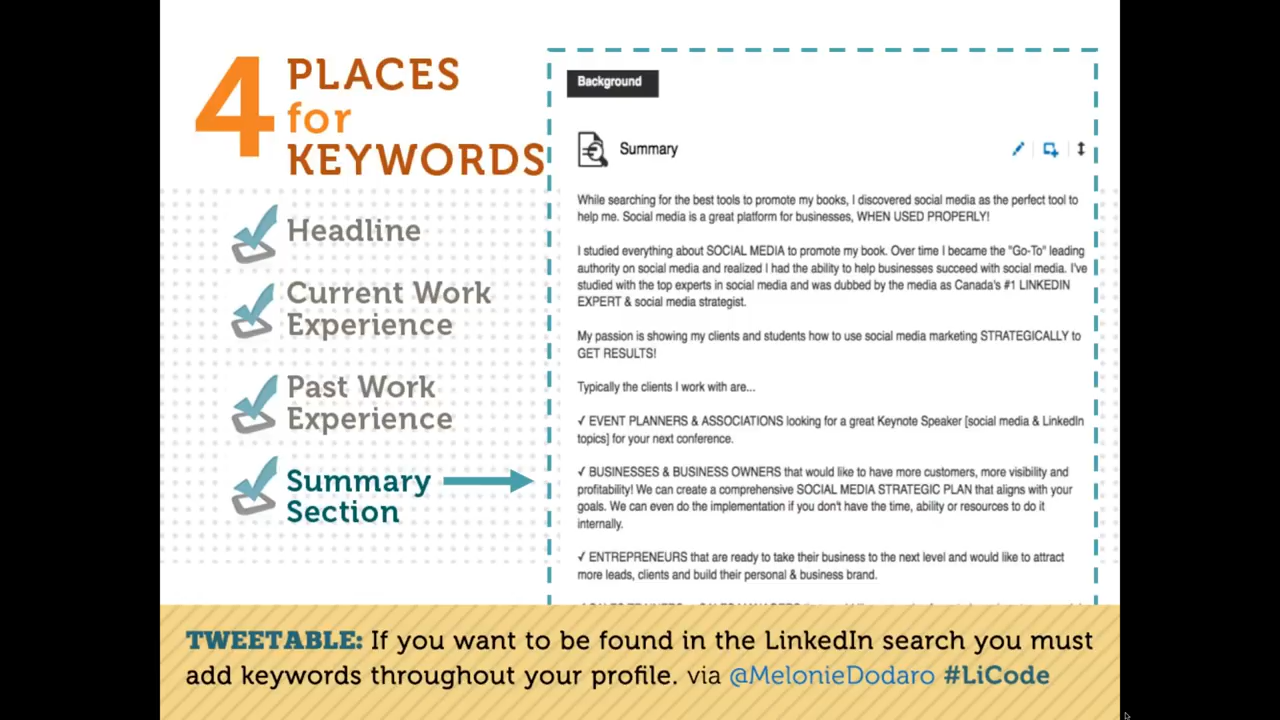 4 PLACES
for
KEYWORDS
Headline
Current Work
Experience
Past Work
Experience
Summary
Section
Background
Summary
While searching for the best tools to promote my books, I discovered social media as the perfect tool to
help me. Social media is a great platform for businesses, WHEN USED PROPERLY!
I studied everything about SOCIAL MEDIA to promote my book. Over time I became the "Go-To" leading
authority on social media and realized I had the ability to help businesses succeed with social media. I've
studied with the top experts in social media and was dubbed by the media as Canada's #1 LINKEDIN
EXPERT & social media strategist.
My passion is showing my clients and students how to use social media marketing STRATEGICALLY to
GET RESULTS!
Typically the clients I work with are...
✓ EVENT PLANNERS & ASSOCIATIONS looking for a great Keynote Speaker [social media & LinkedIn
topics] for your next conference.
✓ BUSINESSES & BUSINESS OWNERS that would like to have more customers, more visibility and
profitability! We can create a comprehensive SOCIAL MEDIA STRATEGIC PLAN that aligns with your
goals. We can even do the implementation if you don't have the time, ability or resources to do it
internally.
✓ ENTREPRENEURS that are ready to take their business to the next level and would like to attract
more leads, clients and build their personal & business brand.
TWEETABLE: If you want to be found in the LinkedIn search you must
add keywords throughout your profile. via @MelonieDodaro #LiCode